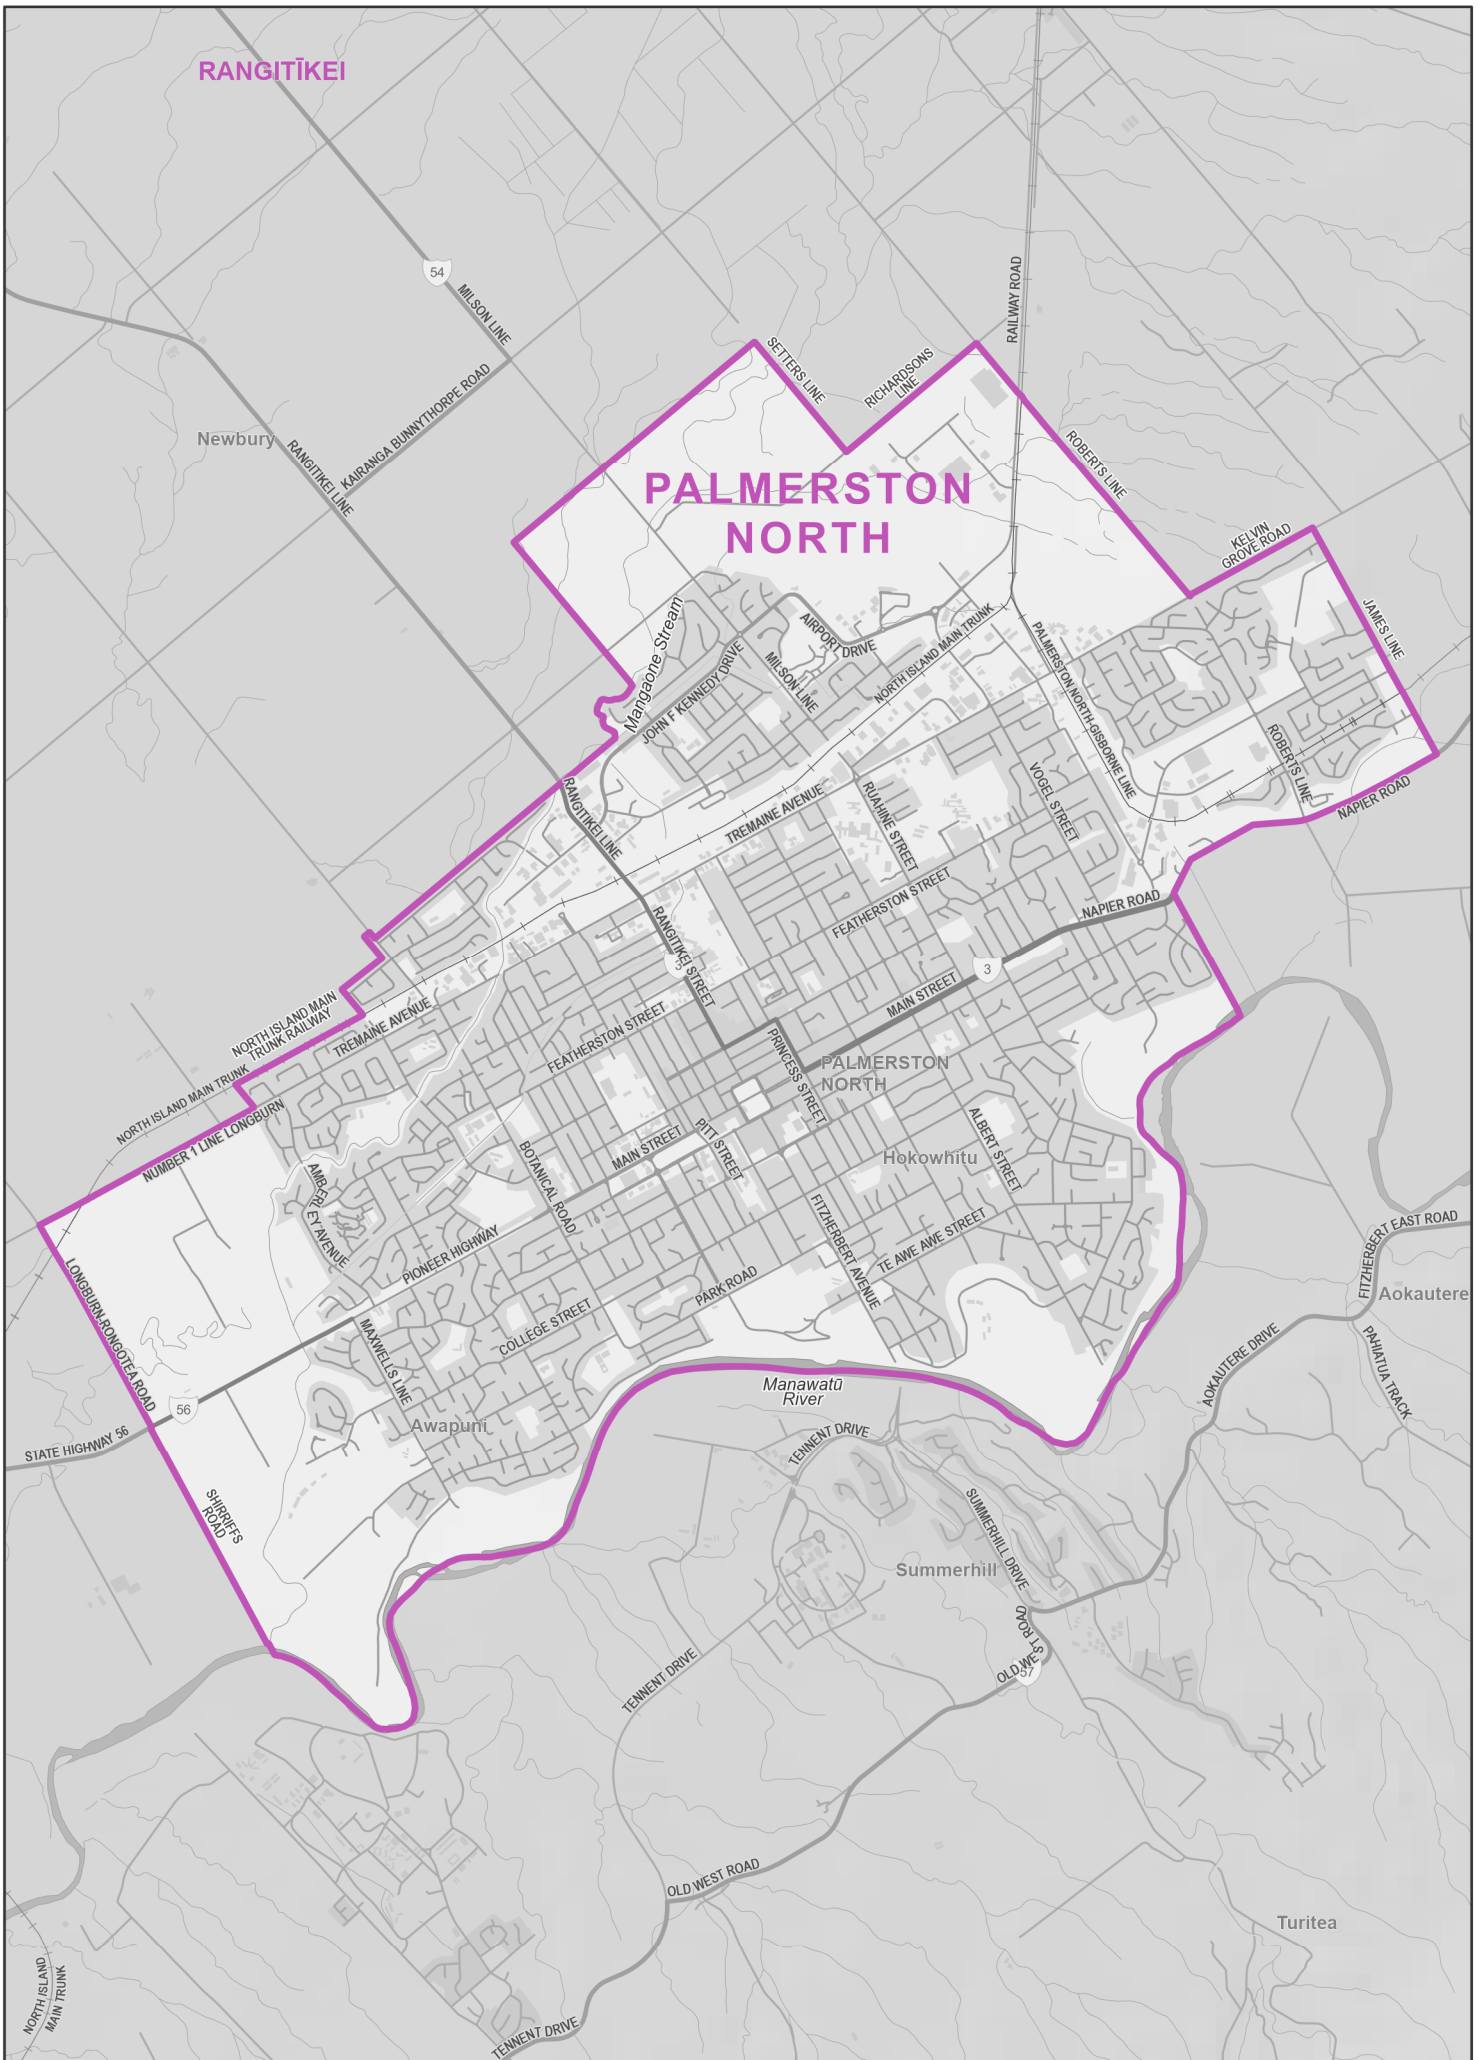 RANGITĪKEI
54
MILSON LINE
RAILWAY ROAD
SETTERS LINE
RICHARDSONS
LINE
KAIRANGA BUNNYTHORPE ROAD
Newbury
RANGITIKEI LINE
ROBERTS LINE
PALMERSTON
NORTH
KELVIN
GROVE ROAD
JAMES LINE
Mangaone Stream
AIRPORT DRIVE
NORTH ISLAND MAIN TRUNK
MILSON LINE
JOHN F KENNEDY DRIVE
PALMERSTON NORTH-GISBORNE LINE
ROBERTS LINE
NAPIER ROAD
VOGEL STREET
RUAHINE STREET
TREMAINE AVENUE
RANGITIKEI LINE
FEATHERSTON STREET
NAPIER ROAD
RANGITIKEI STREET
3
3
MAIN STREET
NORTH ISLAND MAIN
TRUNK RAILWAY
TREMAINE AVENUE
FEATHERSTON STREET
PRINCESS STREET
PALMERSTON
NORTH
NORTH ISLAND MAIN TRUNK
NUMBER 1 LINE LONGBURN
PITT STREET
MAIN STREET
ALBERT STREET
Hokowhitu
BOTANICAL ROAD
AMBERLEY AVENUE
PIONEER HIGHWAY
FITZHERBERT AVENUE
TE AWE AWE STREET
PARK ROAD
FITZHERBERT EAST ROAD
Aokautere
LONGBURN-RONGOTEA ROAD
MAXWELLS LINE
COLLEGE STREET
AOKAUTERE DRIVE
PAHIATUA TRACK
Manawatū
River
56
Awapuni
STATE HIGHWAY 56
TENNENT DRIVE
SHIRRIFFS
ROAD
SUMMERHILL DRIVE
Summerhill
OLD WEST ROAD
57
TENNENT DRIVE
OLD WEST ROAD
Turitea
NORTH ISLAND
MAIN TRUNK
TENNENT DRIVE